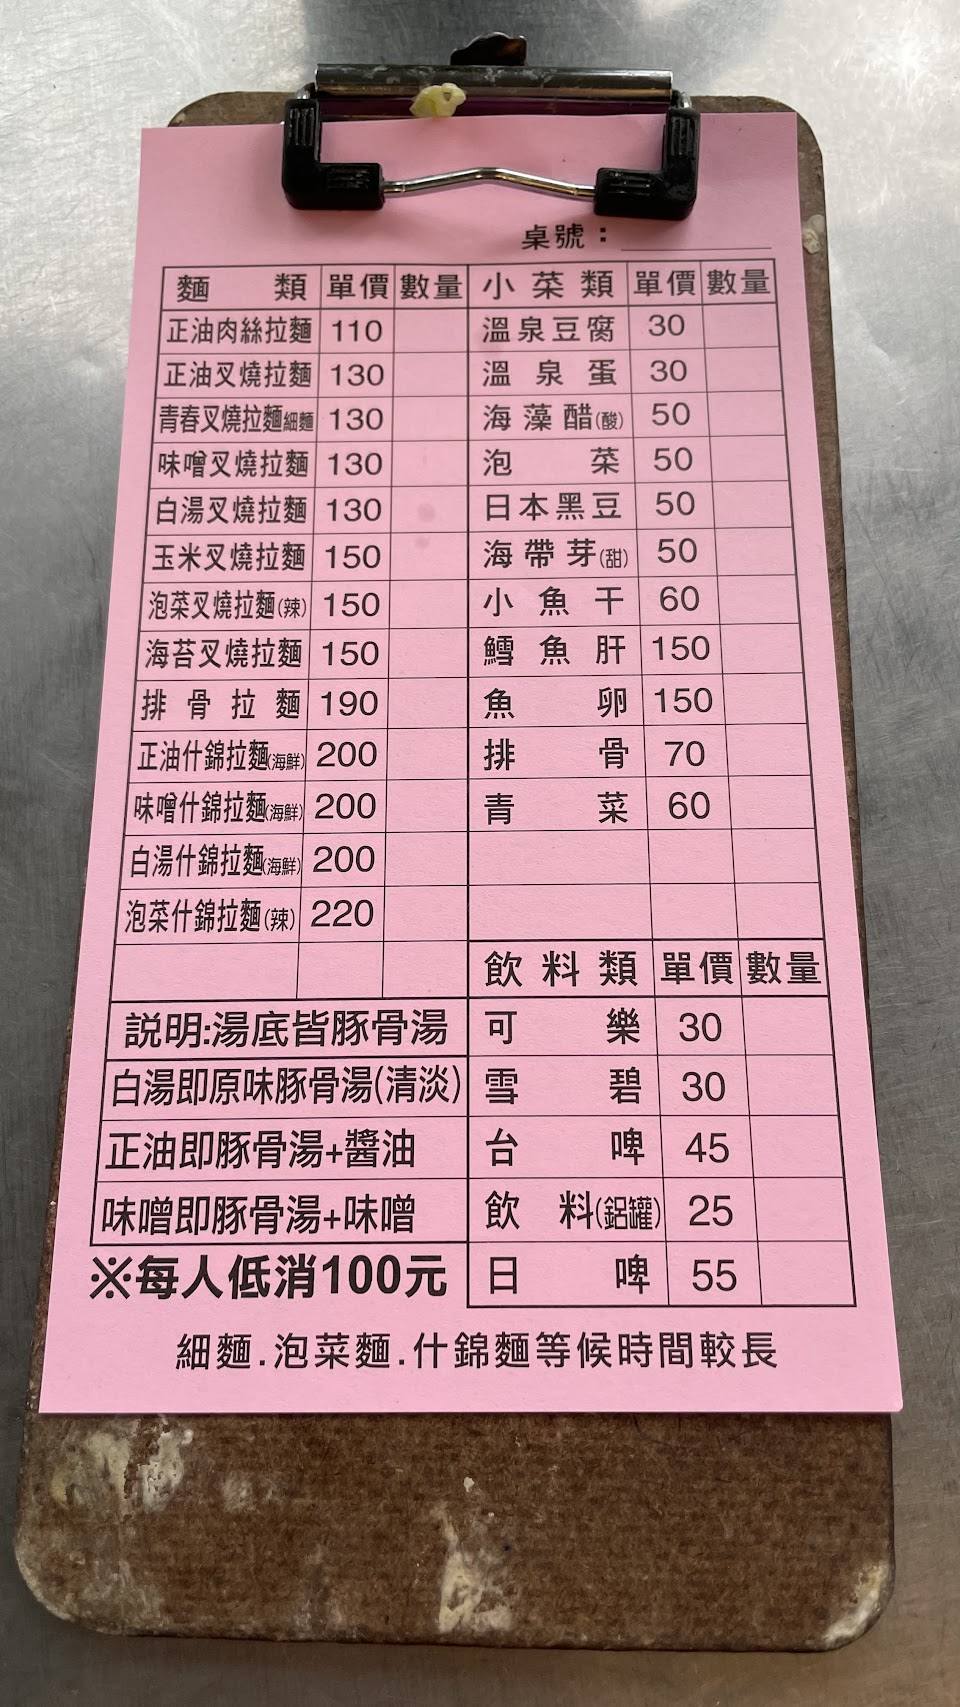 桌號：
麵 類 單價 數量 小菜類 單價 數量
正油肉絲拉麵 110 溫泉豆腐 30
正油叉燒拉麵 130 溫泉蛋 30
青春叉燒拉麵細麵 130 海藻醋(酸) 50
味噌叉燒拉麵 130 泡菜 50
白湯叉燒拉麵 130 日本黑豆 50
玉米叉燒拉麵 150 海帶芽(甜) 50
泡菜叉燒拉麵(辣) 150 小魚干 60
海苔叉燒拉麵 150 鱈魚肝 150
排骨拉麵 190 魚卵 150
正油什錦拉麵(海鮮) 200 排骨 70
味噌什錦拉麵(海鮮) 200 青菜 60
白湯什錦拉麵(海鮮) 200
泡菜什錦拉麵(辣) 220
飲料類 單價 數量
説明:湯底皆豚骨湯 可樂 30
白湯即原味豚骨湯(清淡) 雪碧 30
正油即豚骨湯+醬油 台啤 45
味噌即豚骨湯+味噌 飲料(鋁罐) 25
※每人低消100元 日啤 55
細麵.泡菜麵.什錦麵等候時間較長